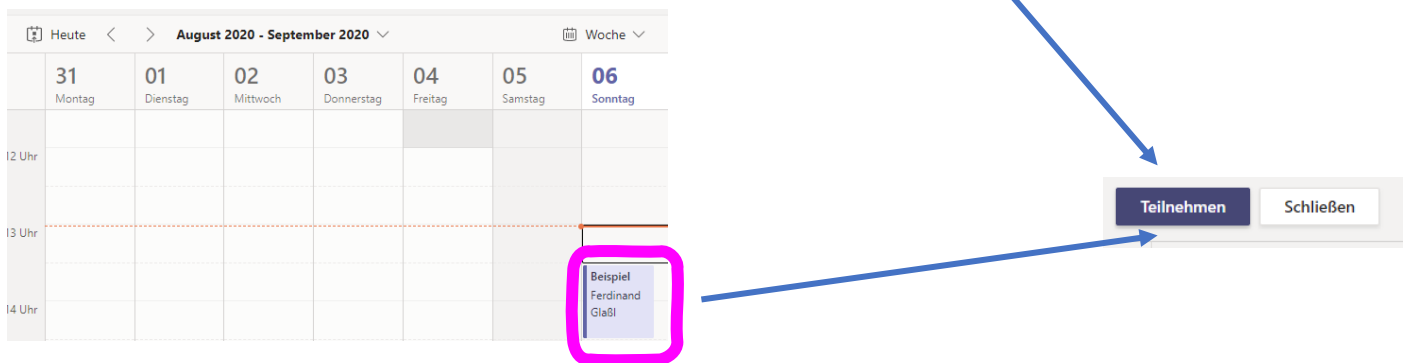 Heute August 2020 - September 2020 Woche
31 01 02 03 04 05 06
Montag Dienstag Mittwoch Donnerstag Freitag Samstag Sonntag
12 Uhr
13 Uhr
Beispiel
Ferdinand
Glaßl
14 Uhr
Teilnehmen Schließen